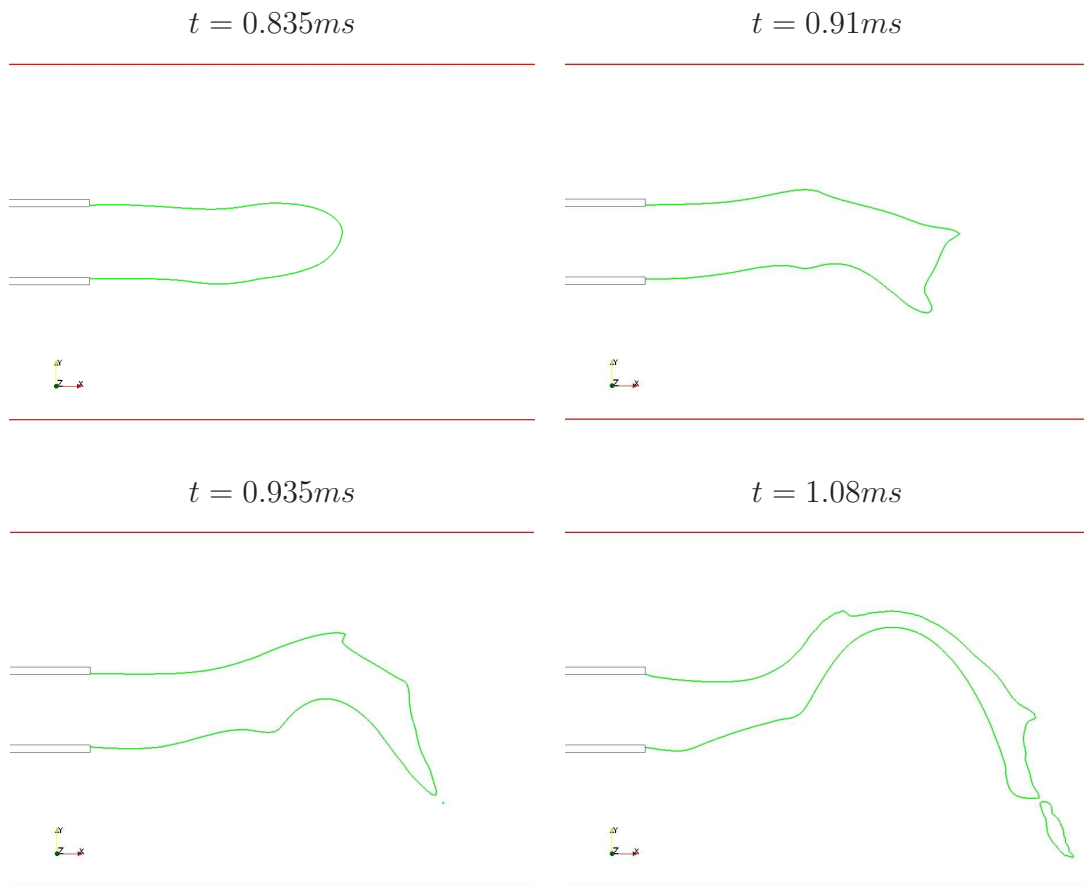 t = 0.835ms
t = 0.91ms
Y
Z X
Y
Z X
t = 0.935ms
t = 1.08ms
Y
Z X
Y
Z X